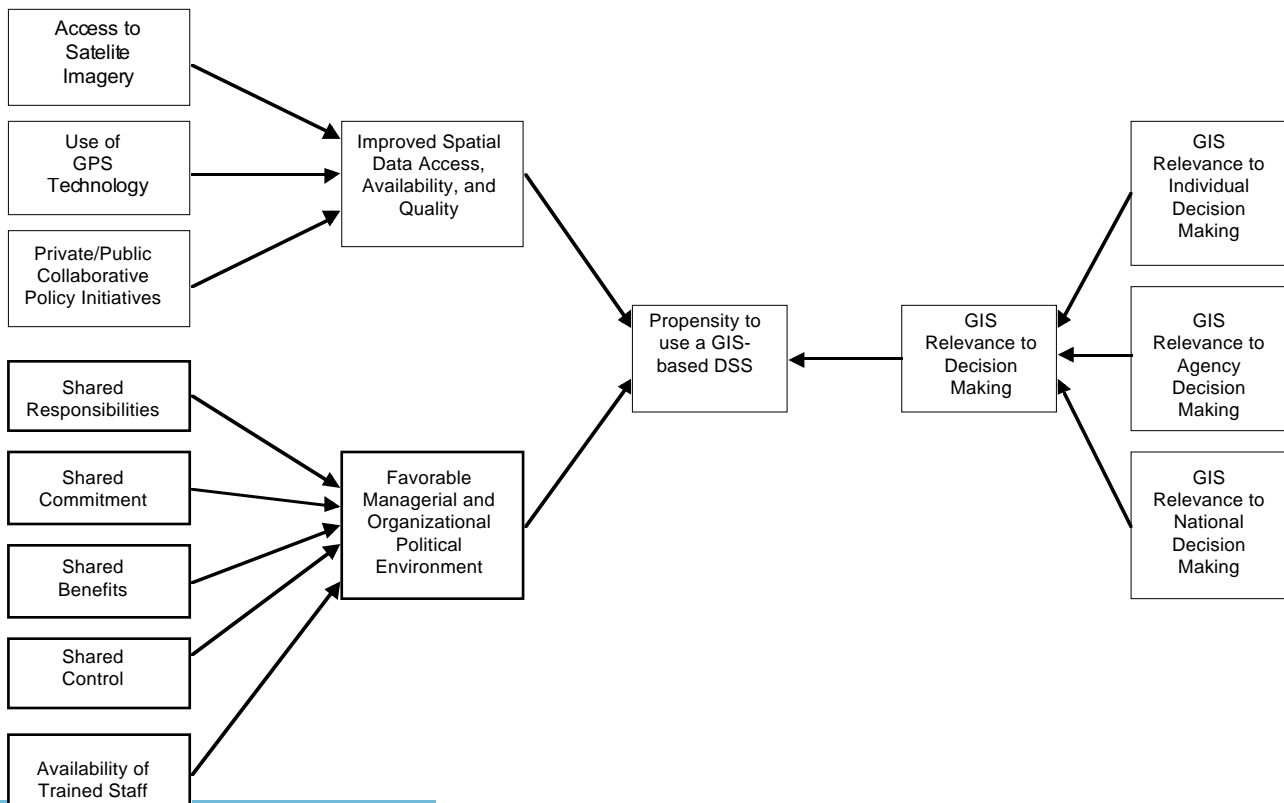 Access to
Satelite
Imagery
Use of
GPS
Technology
Private/Public
Collaborative
Policy Initiatives
Shared
Responsibilities
Shared
Commitment
Shared
Benefits
Shared
Control
Availability of
Trained Staff
Improved Spatial
Data Access,
Availability, and
Quality
Favorable
Managerial and
Organizational
Political
Environment
Propensity to
use a GIS-
based DSS
GIS
Relevance to
Decision
Making
GIS
Relevance to
Individual
Decision
Making
GIS
Relevance to
Agency
Decision
Making
GIS
Relevance to
National
Decision
Making